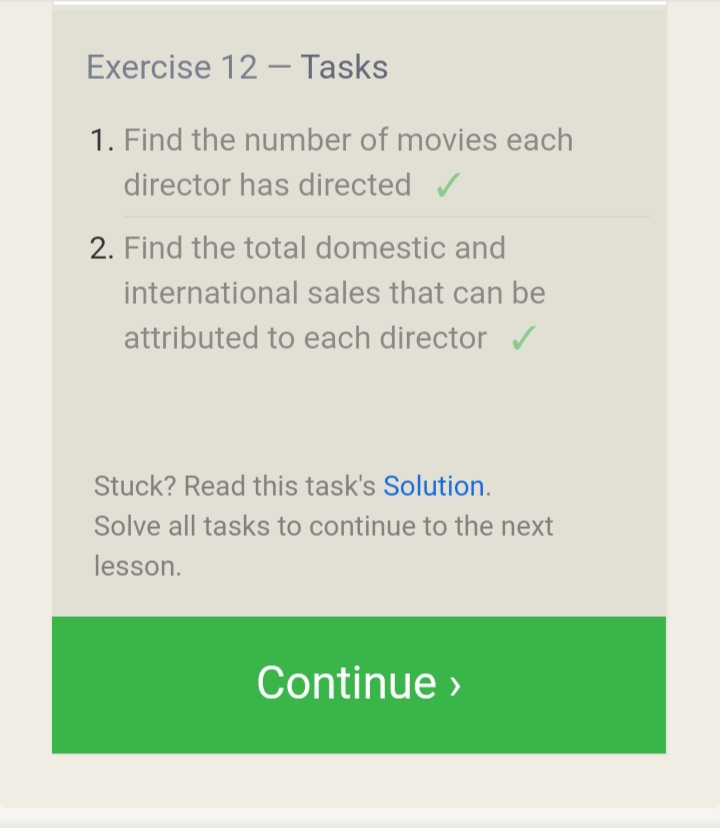 Exercise 12 — Tasks
1. Find the number of movies each
director has directed ✓
2. Find the total domestic and
international sales that can be
attributed to each director ✓
Stuck? Read this task's Solution.
Solve all tasks to continue to the next
lesson.
Continue ›